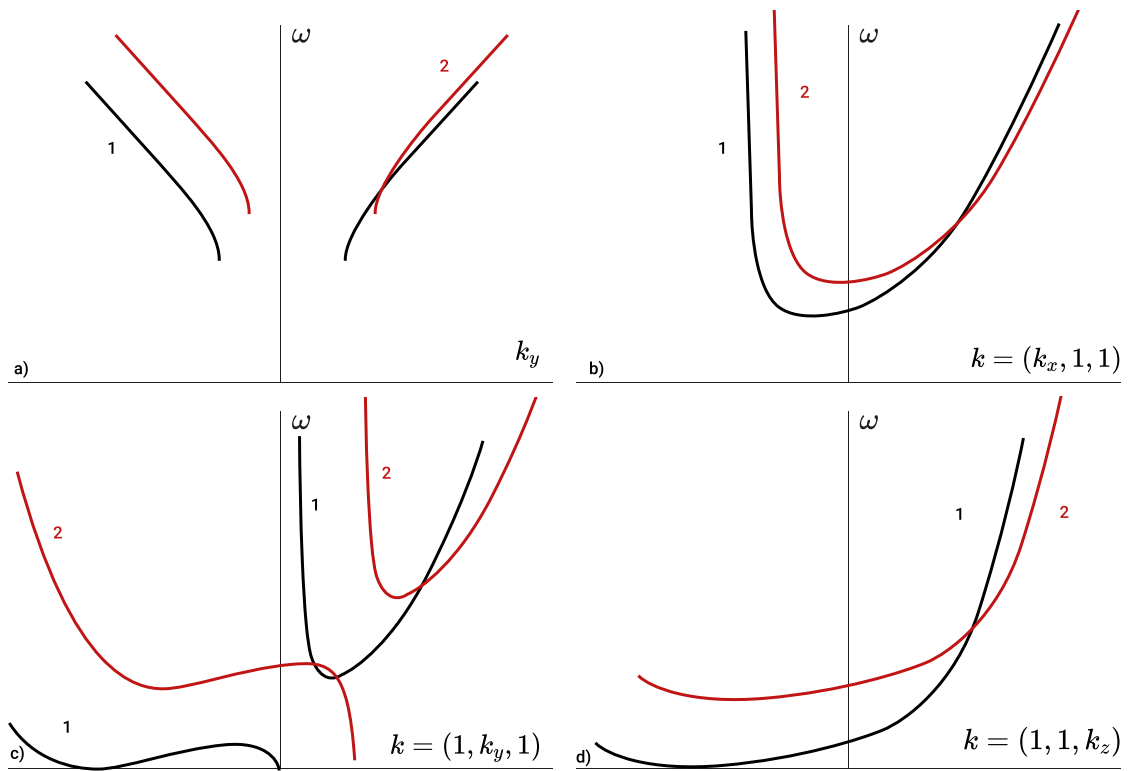 ω
2
1
k_y
a)
ω
2
1
k = (k_x, 1, 1)
b)
ω
2
1
2
1
k = (1, k_y, 1)
c)
ω
1
2
k = (1, 1, k_z)
d)